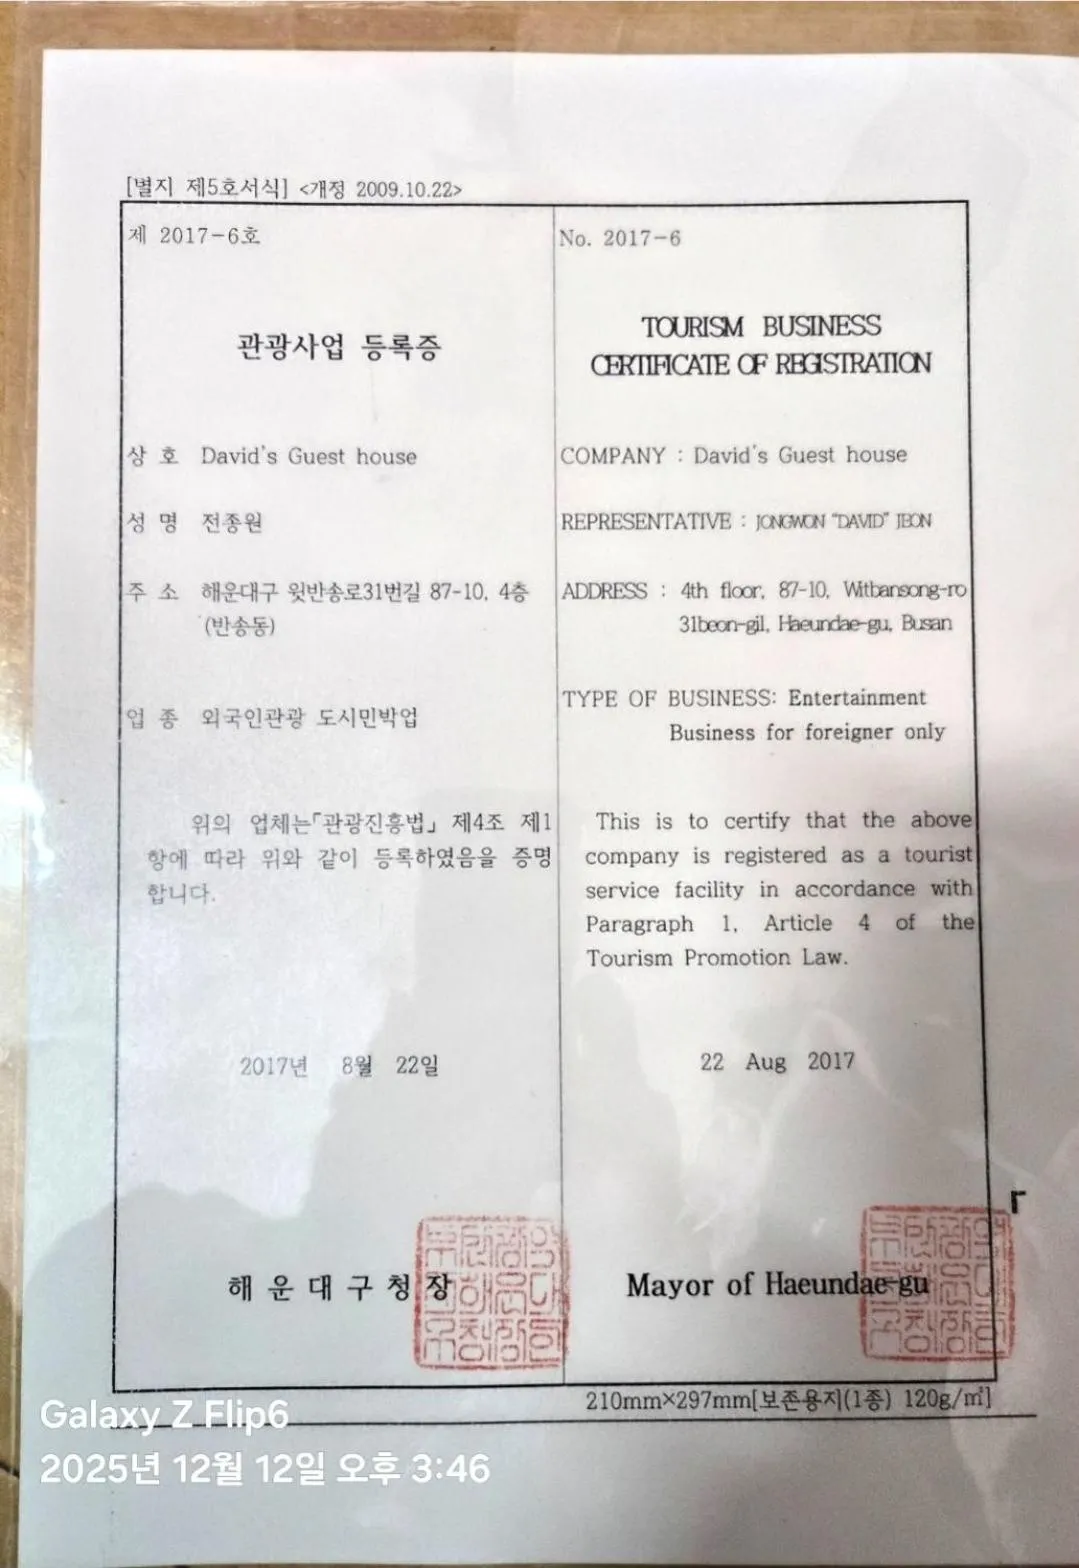 [별지 제5호서식] <개정 2009.10.22>
제 2017-6호
관광사업 등록증
상 호 David's Guest house
성 명 전종원
주 소 해운대구 윗반송로31번길 87-10, 4층
(반송동)
업 종 외국인관광 도시민박업
위의 업체는「관광진흥법」 제4조 제1
항에 따라 위와 같이 등록하였음을 증명
합니다.
2017년 8월 22일
해운대구청장
No. 2017-6
TOURISM BUSINESS
CERTIFICATE OF REGISTRATION
COMPANY : David's Guest house
REPRESENTATIVE : JONGWON "DAVID" JEON
ADDRESS : 4th floor, 87-10, Witbansong-ro
31beon-gil, Haeundae-gu, Busan
TYPE OF BUSINESS: Entertainment
Business for foreigner only
This is to certify that the above
company is registered as a tourist
service facility in accordance with
Paragraph 1, Article 4 of the
Tourism Promotion Law.
22 Aug 2017
Mayor of Haeundae-gu
210mm×297mm[보존용지(1종) 120g/㎡]
Galaxy Z Flip6
2025년 12월 12일 오후 3:46